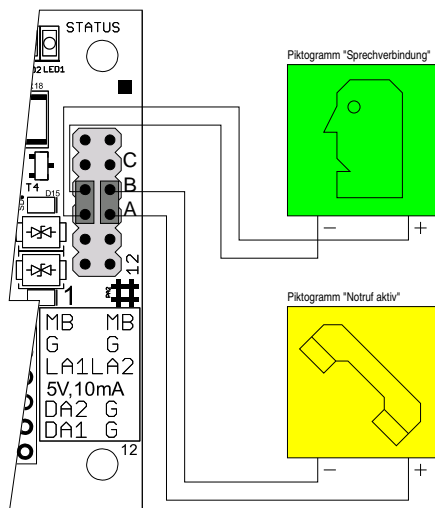 STATUS
Piktogramm "Sprechverbindung"
LED1
T4
D15
C
B
A
12
1
− +
Piktogramm "Notruf aktiv"
MB MB
G G
LA1 LA2
5V,10mA
DA2 G
DA1 G
12
− +